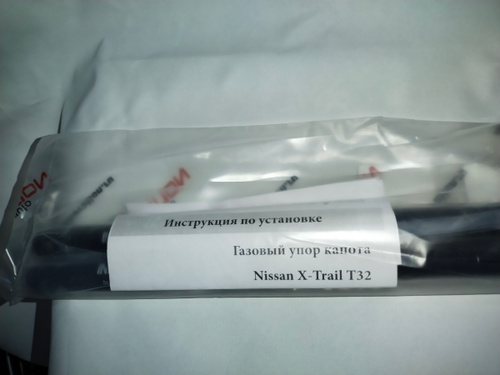 Инструкция по установке
Газовый упор капота
Nissan X-Trail T32